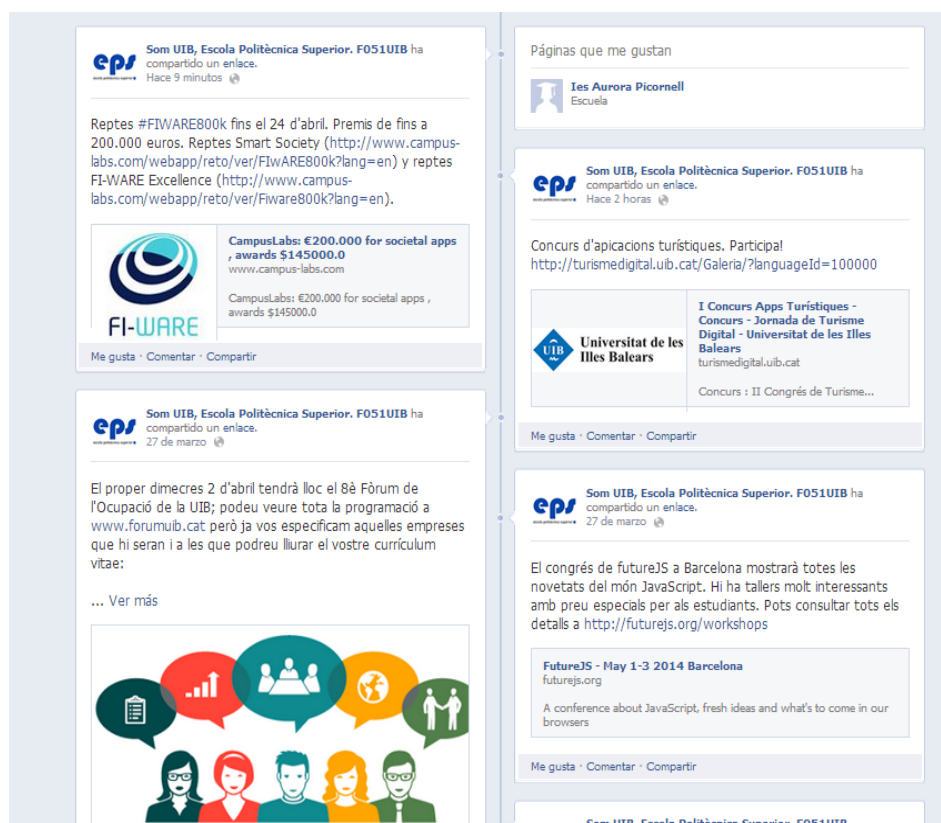 eps
Som UIB, Escola Politècnica Superior. F051UIB ha
compartido un enlace.
Hace 9 minutos
Reptes #FIWARE800k fins el 24 d'abril. Premis de fins a
200.000 euros. Reptes Smart Society (http://www.campus-
labs.com/webapp/reto/ver/FIwARE800k?lang=en) y reptes
FI-WARE Excellence (http://www.campus-
labs.com/webapp/reto/ver/Fiware800k?lang=en).
FI-WARE
CampusLabs: €200.000 for societal apps
, awards $145000.0
www.campus-labs.com
CampusLabs: €200.000 for societal apps ,
awards $145000.0
Me gusta · Comentar · Compartir
eps
Som UIB, Escola Politècnica Superior. F051UIB ha
compartido un enlace.
27 de marzo
El proper dimecres 2 d'abril tendrà lloc el 8è Fòrum de
l'Ocupació de la UIB; podeu veure tota la programació a
www.forumuib.cat però ja vos especificam aquelles empreses
que hi seran i a les que podreu lliurar el vostre currículum
vitae:
... Ver más
Páginas que me gustan
Ies Aurora Picornell
Escuela
eps
Som UIB, Escola Politècnica Superior. F051UIB ha
compartido un enlace.
Hace 2 horas
Concurs d'apicacions turístiques. Participa!
http://turismedigital.uib.cat/Galeria/?languageId=100000
UIB
Universitat de les
Illes Balears
I Concurs Apps Turístiques -
Concurs - Jornada de Turisme
Digital - Universitat de les Illes
Balears
turismedigital.uib.cat
Concurs : II Congrés de Turisme...
Me gusta · Comentar · Compartir
eps
Som UIB, Escola Politècnica Superior. F051UIB ha
compartido un enlace.
27 de marzo
El congrés de futureJS a Barcelona mostrarà totes les
novetats del món JavaScript. Hi ha tallers molt interessants
amb preu especials per als estudiants. Pots consultar tots els
detalls a http://futurejs.org/workshops
FutureJS - May 1-3 2014 Barcelona
futurejs.org
A conference about JavaScript, fresh ideas and what's to come in our
browsers
Me gusta · Comentar · Compartir
Som UIB, Escola Politècnica Superior. F051UIB